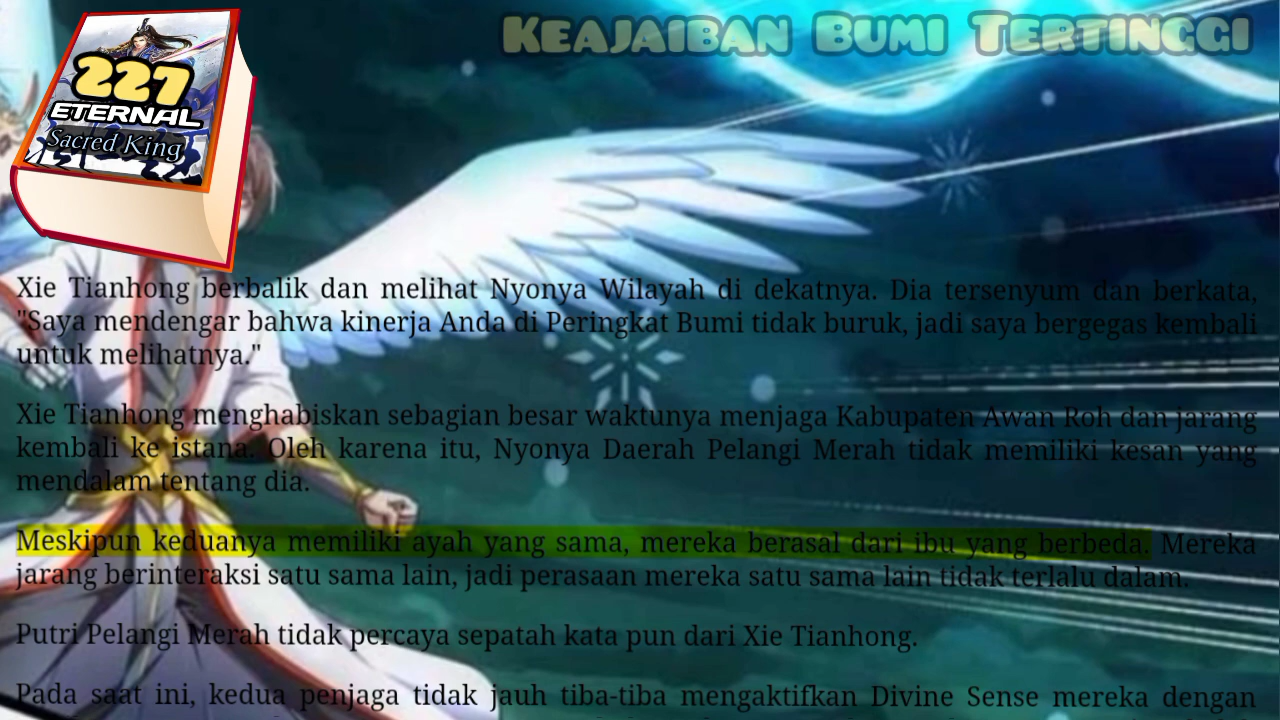 Keajaiban Bumi Tertinggi
227
ETERNAL
Sacred King
Xie Tianhong berbalik dan melihat Nyonya Wilayah di dekatnya. Dia tersenyum dan berkata,
"Saya mendengar bahwa kinerja Anda di Peringkat Bumi tidak buruk, jadi saya bergegas kembali
untuk melihatnya."
Xie Tianhong menghabiskan sebagian besar waktunya menjaga Kabupaten Awan Roh dan jarang
kembali ke istana. Oleh karena itu, Nyonya Daerah Pelangi Merah tidak memiliki kesan yang
mendalam tentang dia.
Meskipun keduanya memiliki ayah yang sama, mereka berasal dari ibu yang berbeda. Mereka
jarang berinteraksi satu sama lain, jadi perasaan mereka satu sama lain tidak terlalu dalam.
Putri Pelangi Merah tidak percaya sepatah kata pun dari Xie Tianhong.
Pada saat ini, kedua penjaga tidak jauh tiba-tiba mengaktifkan Divine Sense mereka dengan